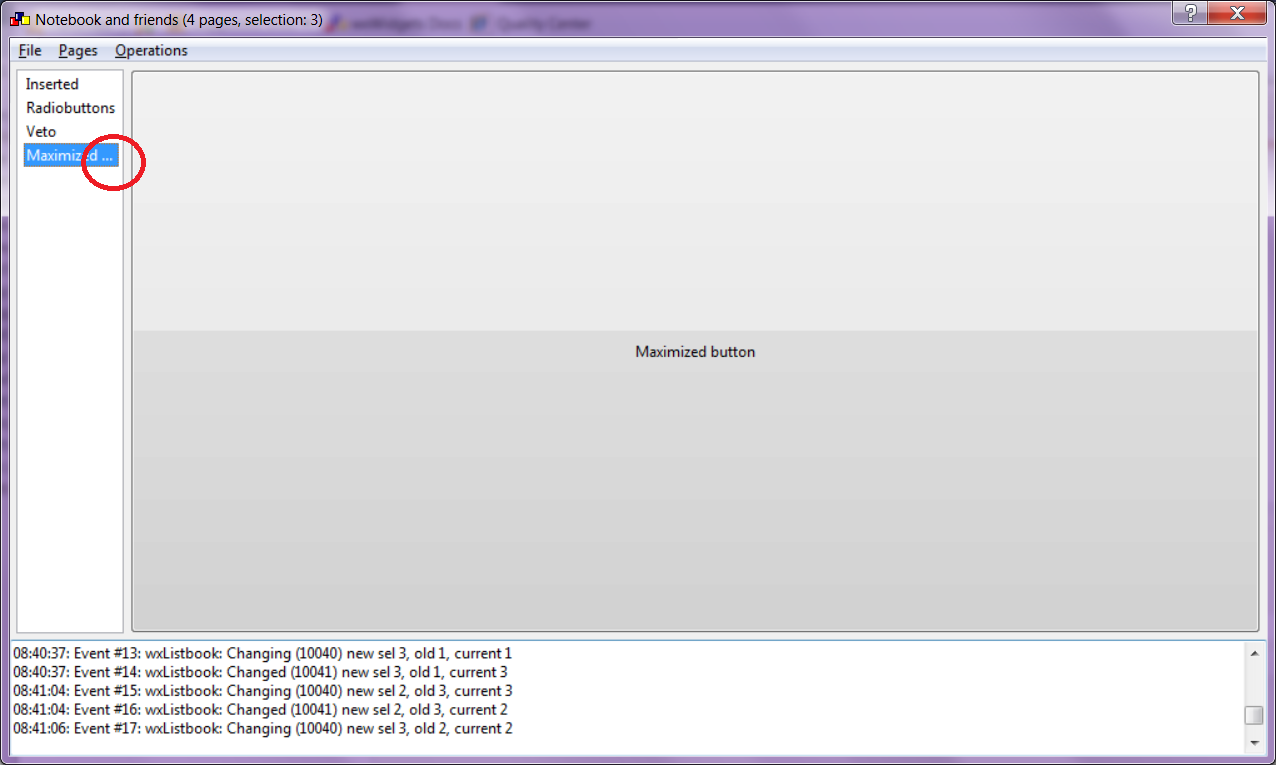 Notebook and friends (4 pages, selection: 3)
File Pages Operations
Inserted
Radiobuttons
Veto
Maximized ...
Maximized button
08:40:37: Event #13: wxListbook: Changing (10040) new sel 3, old 1, current 1
08:40:37: Event #14: wxListbook: Changed (10041) new sel 3, old 1, current 3
08:41:04: Event #15: wxListbook: Changing (10040) new sel 2, old 3, current 3
08:41:04: Event #16: wxListbook: Changed (10041) new sel 2, old 3, current 2
08:41:06: Event #17: wxListbook: Changing (10040) new sel 3, old 2, current 2